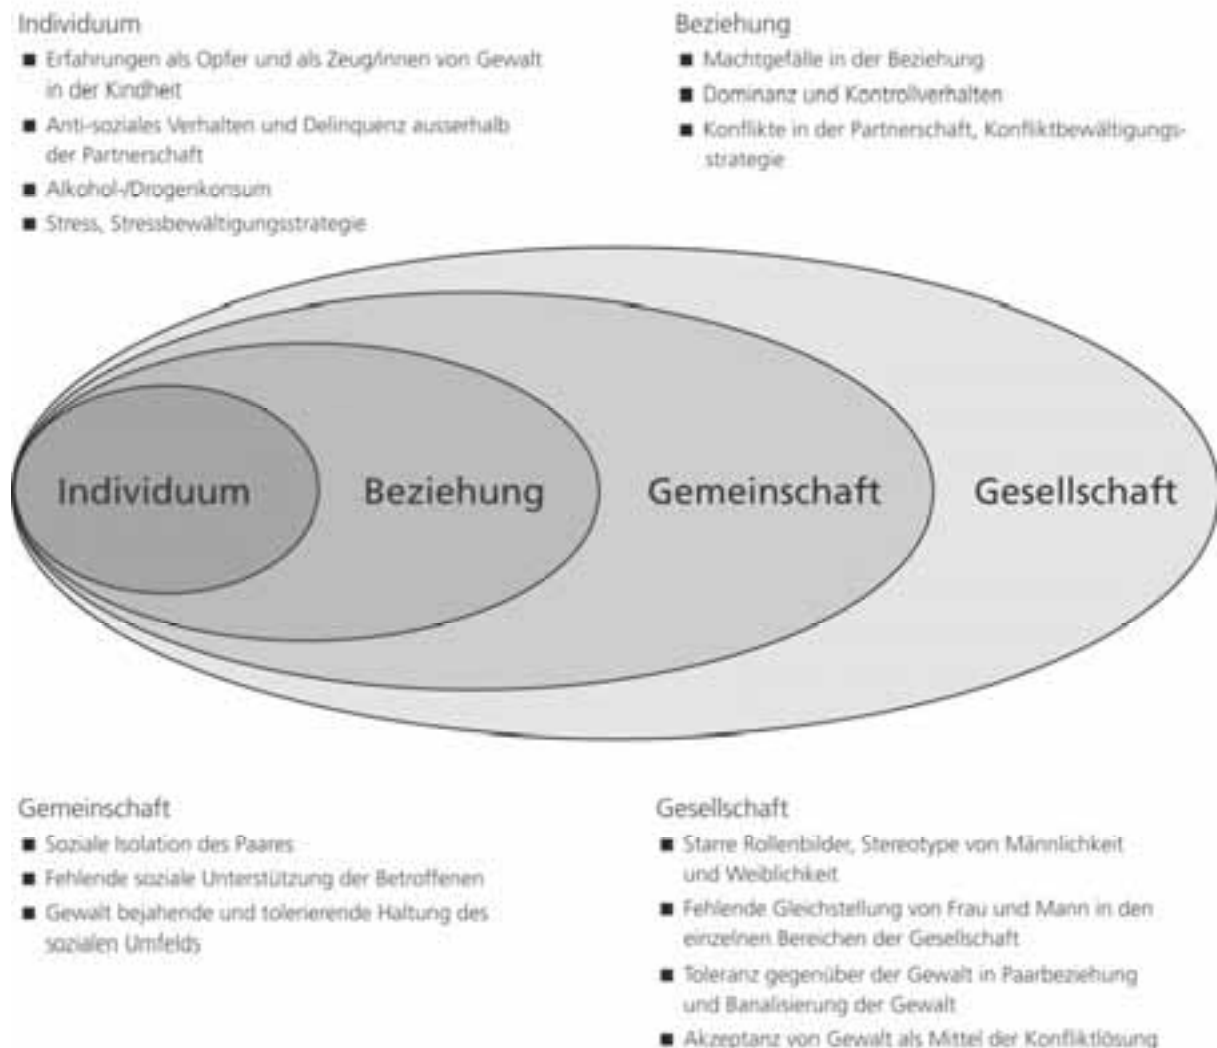 Individuum
■ Erfahrungen als Opfer und als Zeug/innen von Gewalt
in der Kindheit
■ Anti-soziales Verhalten und Delinquenz ausserhalb
der Partnerschaft
■ Alkohol-/Drogenkonsum
■ Stress, Stressbewältigungsstrategie
Beziehung
■ Machtgefälle in der Beziehung
■ Dominanz und Kontrollverhalten
■ Konflikte in der Partnerschaft, Konfliktbewältigungs-
strategie
Individuum
Beziehung
Gemeinschaft
Gesellschaft
Gemeinschaft
■ Soziale Isolation des Paares
■ Fehlende soziale Unterstützung der Betroffenen
■ Gewalt bejahende und tolerierende Haltung des
sozialen Umfelds
Gesellschaft
■ Starre Rollenbilder, Stereotype von Männlichkeit
und Weiblichkeit
■ Fehlende Gleichstellung von Frau und Mann in den
einzelnen Bereichen der Gesellschaft
■ Toleranz gegenüber der Gewalt in Paarbeziehung
und Banalisierung der Gewalt
■ Akzeptanz von Gewalt als Mittel der Konfliktlösung